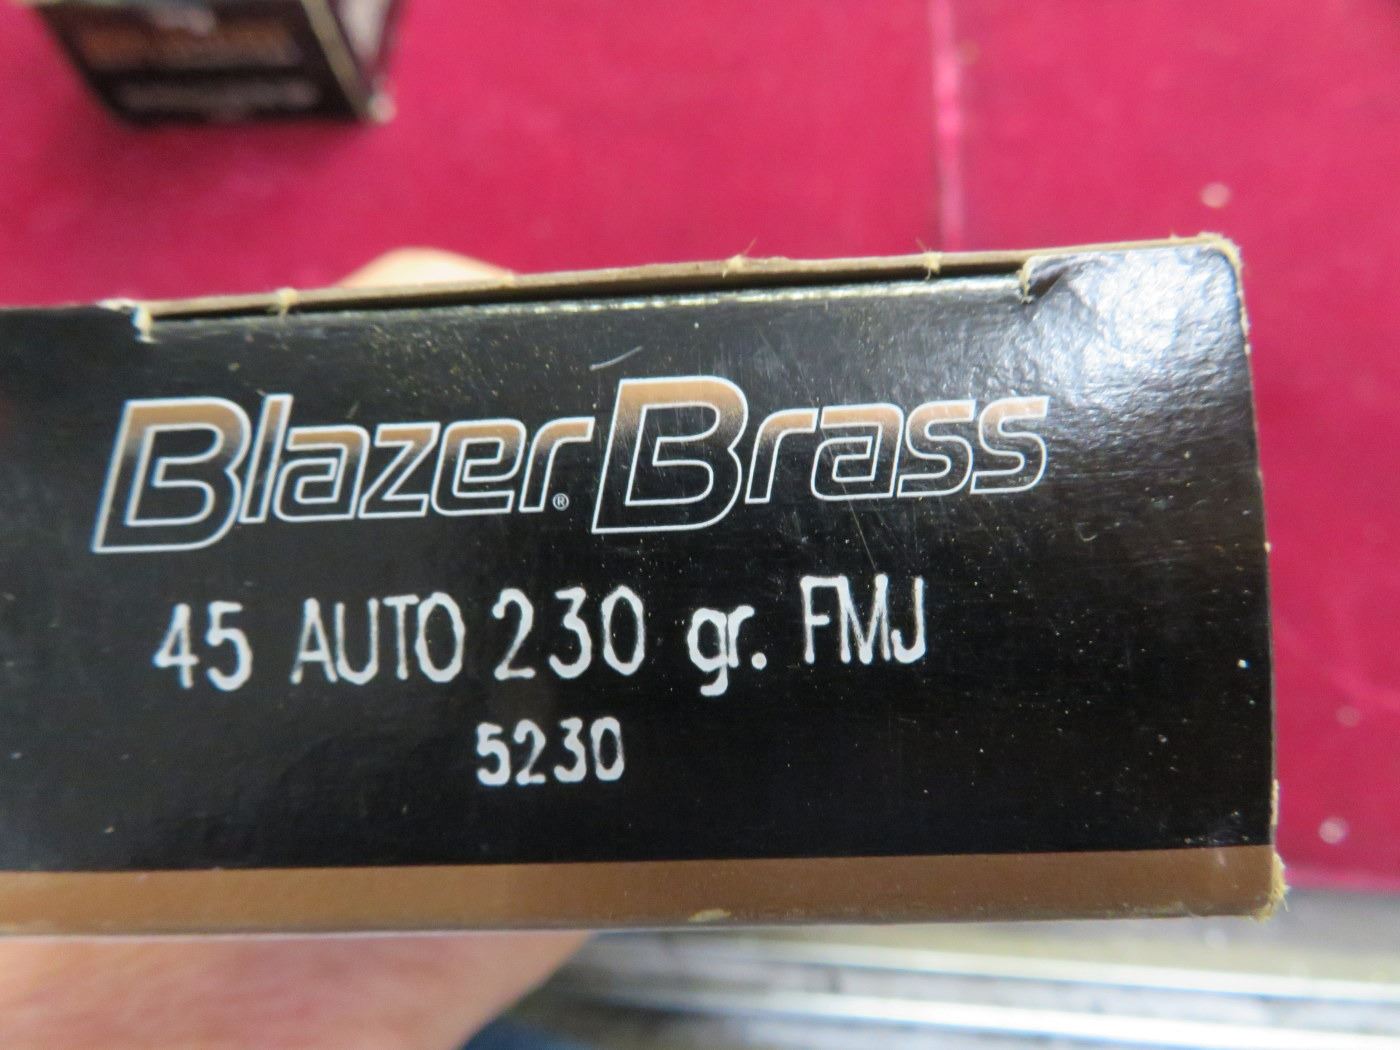 Blazer® Brass
45 AUTO 230 gr. FMJ
5230